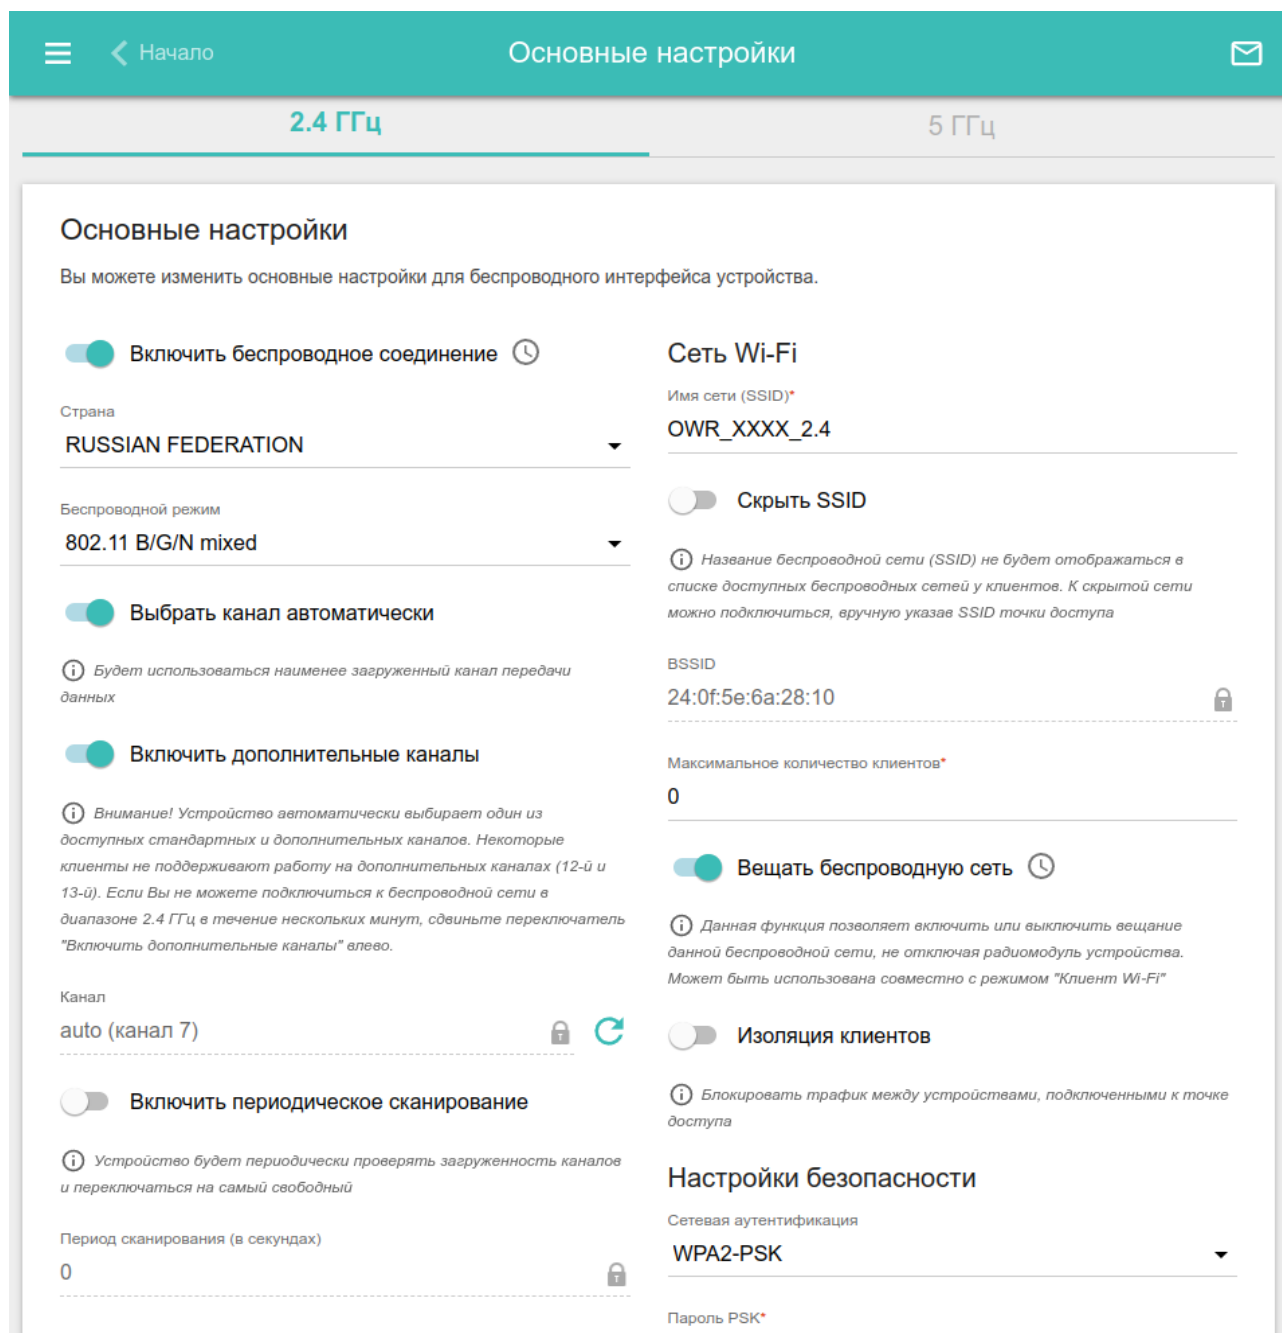 Начало
Основные настройки
2.4 ГГц
5 ГГц
Основные настройки
Вы можете изменить основные настройки для беспроводного интерфейса устройства.
Включить беспроводное соединение
Страна
RUSSIAN FEDERATION
Беспроводной режим
802.11 B/G/N mixed
Выбрать канал автоматически
Будет использоваться наименее загруженный канал передачи
данных
Включить дополнительные каналы
Внимание! Устройство автоматически выбирает один из
доступных стандартных и дополнительных каналов. Некоторые
клиенты не поддерживают работу на дополнительных каналах (12-й и
13-й). Если Вы не можете подключиться к беспроводной сети в
диапазоне 2.4 ГГц в течение нескольких минут, сдвиньте переключатель
"Включить дополнительные каналы" влево.
Канал
auto (канал 7)
Включить периодическое сканирование
Устройство будет периодически проверять загруженность каналов
и переключаться на самый свободный
Период сканирования (в секундах)
0
Сеть Wi-Fi
Имя сети (SSID)*
OWR_XXXX_2.4
Скрыть SSID
Название беспроводной сети (SSID) не будет отображаться в
списке доступных беспроводных сетей у клиентов. К скрытой сети
можно подключиться, вручную указав SSID точки доступа
BSSID
24:0f:5e:6a:28:10
Максимальное количество клиентов*
0
Вещать беспроводную сеть
Данная функция позволяет включить или выключить вещание
данной беспроводной сети, не отключая радиомодуль устройства.
Может быть использована совместно с режимом "Клиент Wi-Fi"
Изоляция клиентов
Блокировать трафик между устройствами, подключенными к точке
доступа
Настройки безопасности
Сетевая аутентификация
WPA2-PSK
Пароль PSK*